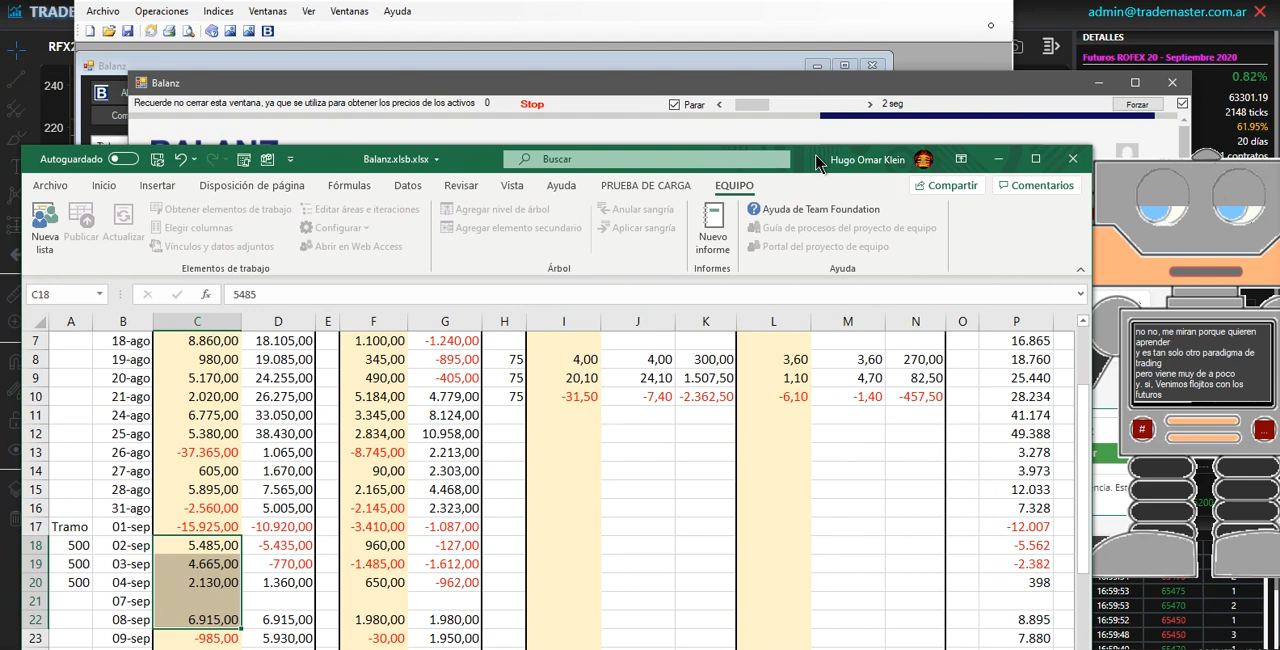 TRADEM
Archivo Operaciones Indices Ventanas Ver Ventanas Ayuda
admin@trademaster.com.ar
DETALLES
RFX2
Futuros ROFEX 20 - Septiembre 2020
0.82%
Balanz
240
B
Balanz
63301.19
Recuerde no cerrar esta ventana, ya que se utiliza para obtener los precios de los activos 0 Stop Parar 2 seg Forzar
2148 ticks
61.95%
220
20 días
BALANZ
1 contratos
Autoguardado Balanz.xlsb.xlsx Buscar Hugo Omar Klein
Archivo Inicio Insertar Disposición de página Fórmulas Datos Revisar Vista Ayuda PRUEBA DE CARGA EQUIPO Compartir Comentarios
Obtener elementos de trabajo Editar áreas e iteraciones Agregar nivel de árbol Anular sangría Ayuda de Team Foundation
Elegir columnas Configurar Agregar elemento secundario Aplicar sangría Guía de procesos del proyecto de equipo
Nueva lista Publicar Actualizar Vínculos y datos adjuntos Abrir en Web Access Nuevo informe Portal del proyecto de equipo
Elementos de trabajo Árbol Informes Ayuda
C18 fx 5485
A B C D E F G H I J K L M N O P
7 18-ago 8.860,00 18.105,00 1.100,00 -1.240,00 16.865
8 19-ago 980,00 19.085,00 345,00 -895,00 75 4,00 4,00 300,00 3,60 3,60 270,00 18.760
9 20-ago 5.170,00 24.255,00 490,00 -405,00 75 20,10 24,10 1.507,50 1,10 4,70 82,50 25.440
10 21-ago 2.020,00 26.275,00 5.184,00 4.779,00 75 -31,50 -7,40 -2.362,50 -6,10 -1,40 -457,50 28.234
11 24-ago 6.775,00 33.050,00 3.345,00 8.124,00 41.174
12 25-ago 5.380,00 38.430,00 2.834,00 10.958,00 49.388
13 26-ago -37.365,00 1.065,00 -8.745,00 2.213,00 3.278
14 27-ago 605,00 1.670,00 90,00 2.303,00 3.973
15 28-ago 5.895,00 7.565,00 2.165,00 4.468,00 12.033
16 31-ago -2.560,00 5.005,00 -2.145,00 2.323,00 7.328
17 Tramo 01-sep -15.925,00 -10.920,00 -3.410,00 -1.087,00 -12.007
18 500 02-sep 5.485,00 -5.435,00 960,00 -127,00 -5.562
19 500 03-sep 4.665,00 -770,00 -1.485,00 -1.612,00 -2.382
20 500 04-sep 2.130,00 1.360,00 650,00 -962,00 398
21 07-sep
22 08-sep 6.915,00 6.915,00 1.980,00 1.980,00 8.895
23 09-sep -985,00 5.930,00 -30,00 1.950,00 7.880
no no, me miran porque quieren
aprender
y es tan solo otro paradigma de
trading
pero viene muy de a poco
y. si, Venimos flojitos con los
futuros
# ...
16:59:53 65475 1
16:59:53 65470 2
16:59:52 65450 1
16:59:48 65450 3